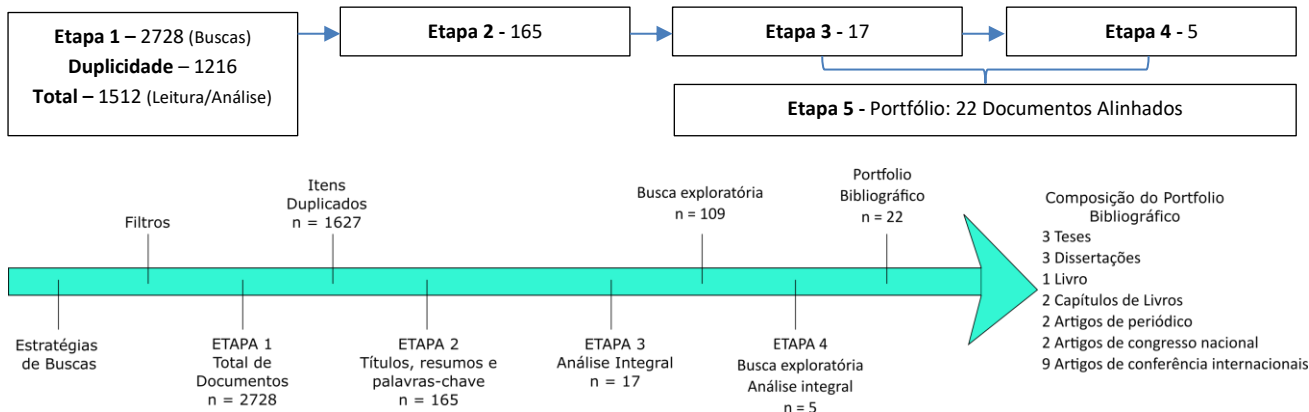 Etapa 1 – 2728 (Buscas)
Duplicidade – 1216
Total – 1512 (Leitura/Análise)
Etapa 2 - 165
Etapa 3 - 17
Etapa 4 - 5
Etapa 5 - Portfólio: 22 Documentos Alinhados
Filtros
Itens
Duplicados
n = 1627
Busca exploratória
n = 109
Portfolio
Bibliográfico
n = 22
Estratégias
de Buscas
ETAPA 1
Total de
Documentos
n = 2728
ETAPA 2
Títulos, resumos e
palavras-chave
n = 165
ETAPA 3
Análise Integral
n = 17
ETAPA 4
Busca exploratória
Análise integral
n = 5
Composição do Portfolio
Bibliográfico
3 Teses
3 Dissertações
1 Livro
2 Capítulos de Livros
2 Artigos de periódico
2 Artigos de congresso nacional
9 Artigos de conferência internacionais